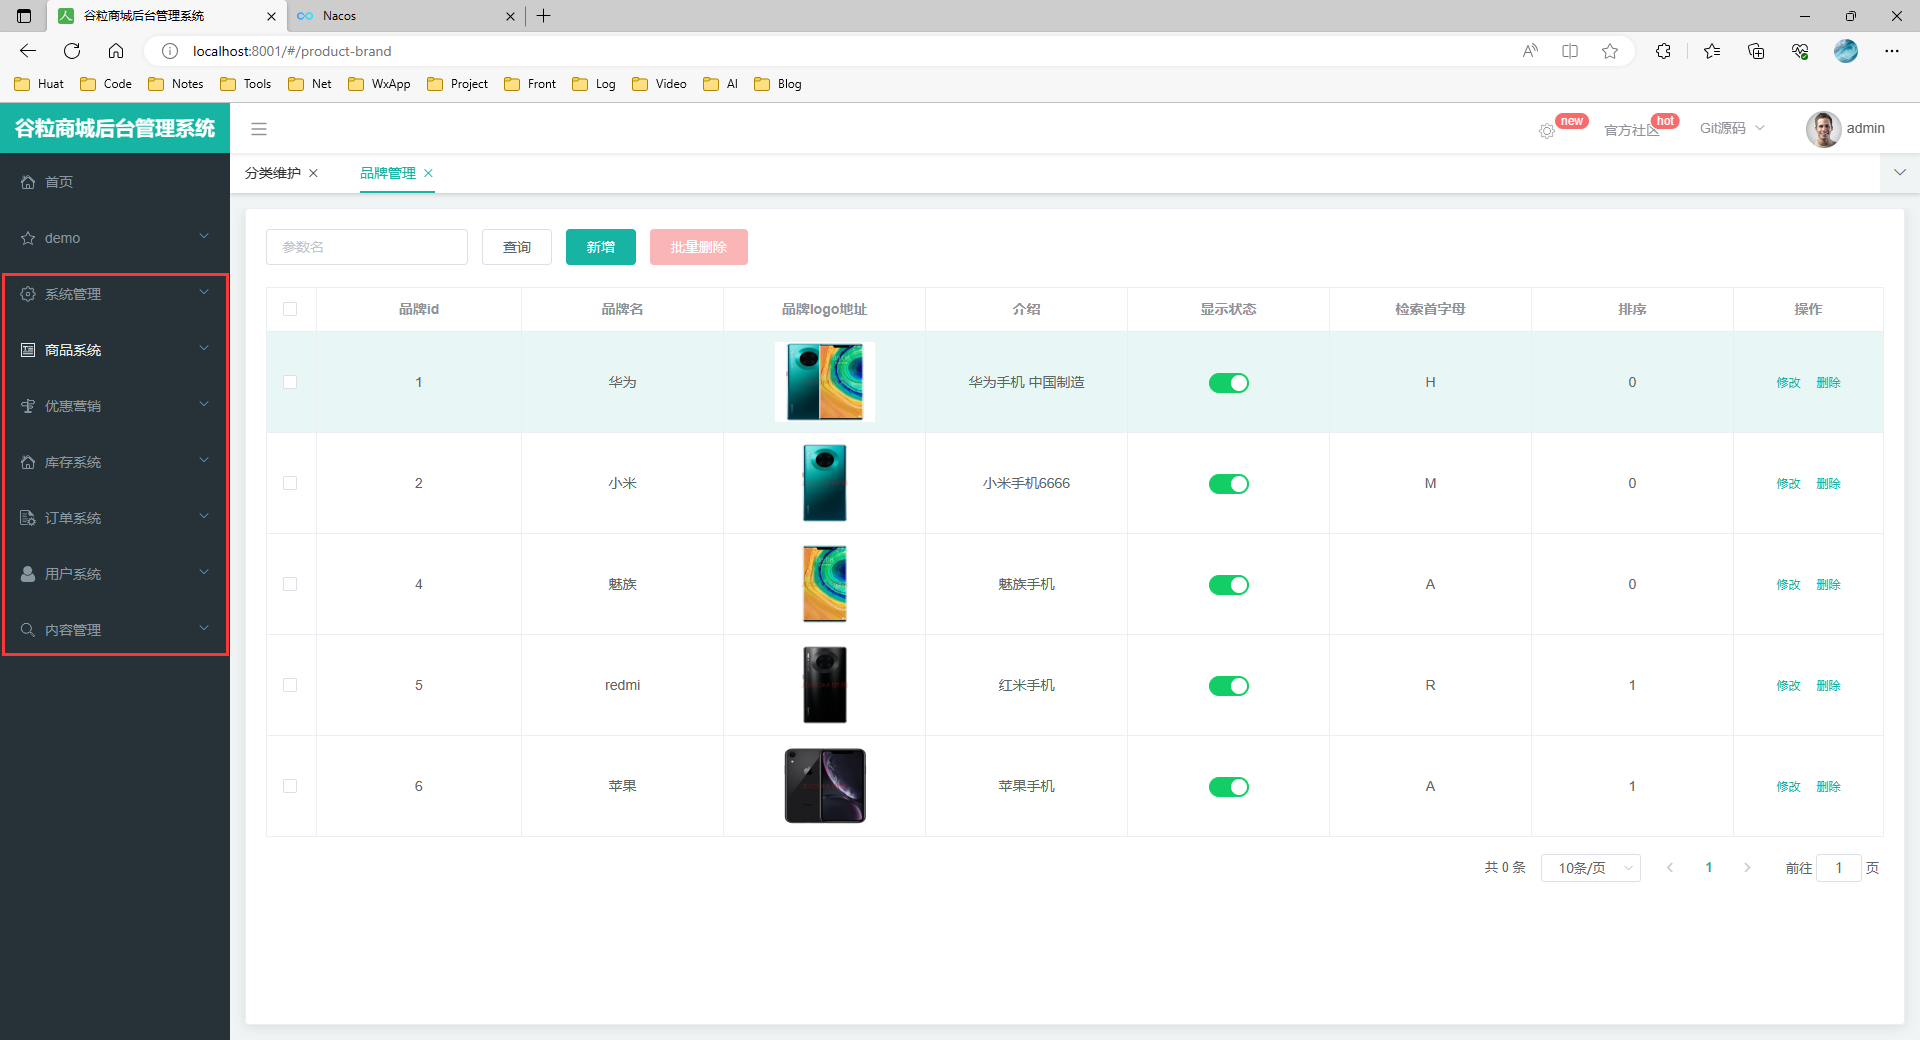 谷粒商城后台管理系统
Nacos
localhost:8001/#/product-brand
Huat Code Notes Tools Net WxApp Project Front Log Video AI Blog
谷粒商城后台管理系统
new
官方社区 hot
Git源码
admin
首页
demo
系统管理
商品系统
优惠营销
库存系统
订单系统
用户系统
内容管理
分类维护 品牌管理
参数名 查询 新增 批量删除
品牌id 品牌名 品牌logo地址 介绍 显示状态 检索首字母 排序 操作
1 华为 华为手机 中国制造 H 0 修改 删除
2 小米 小米手机6666 M 0 修改 删除
4 魅族 魅族手机 A 0 修改 删除
5 redmi 红米手机 R 1 修改 删除
6 苹果 苹果手机 A 1 修改 删除
共 0 条 10条/页 1 前往 1 页